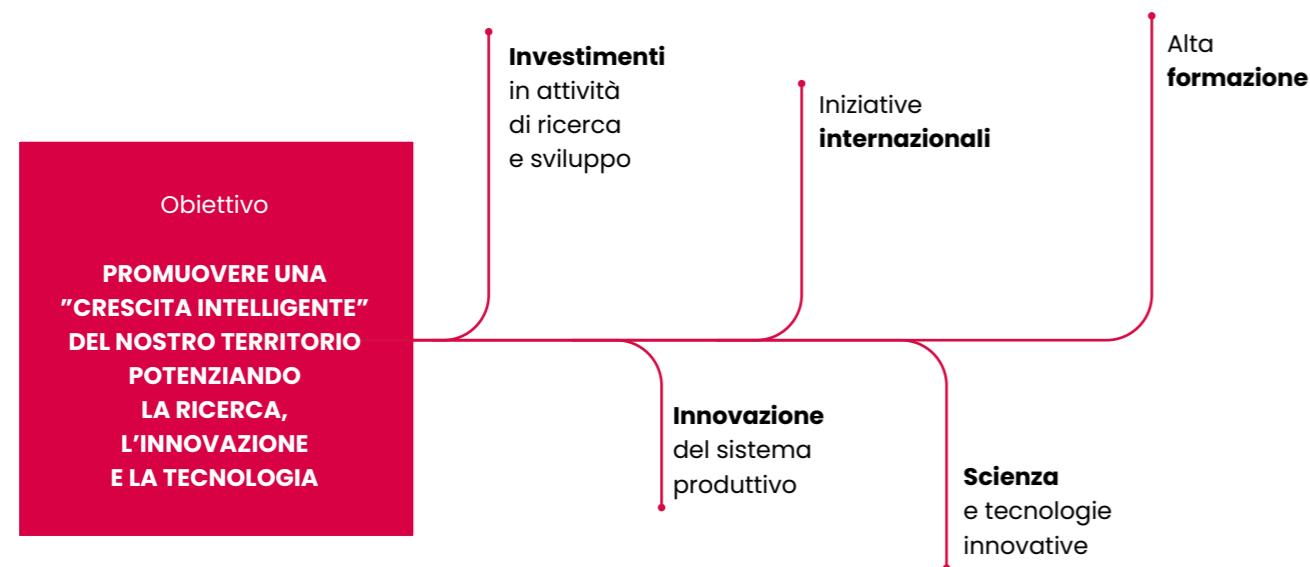 Obiettivo
PROMUOVERE UNA
”CRESCITA INTELLIGENTE”
DEL NOSTRO TERRITORIO
POTENZIANDO
LA RICERCA,
L’INNOVAZIONE
E LA TECNOLOGIA
Investimenti
in attività
di ricerca
e sviluppo
Innovazione
del sistema
produttivo
Iniziative
internazionali
Scienza
e tecnologie
innovative
Alta
formazione